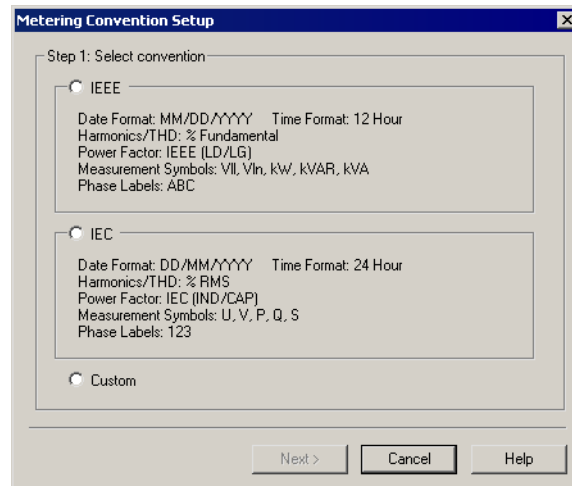 Metering Convention Setup
Step 1: Select convention
IEEE
Date Format: MM/DD/YYYY Time Format: 12 Hour
Harmonics/THD: % Fundamental
Power Factor: IEEE (LD/LG)
Measurement Symbols: Vll, Vln, kW, kVAR, kVA
Phase Labels: ABC
IEC
Date Format: DD/MM/YYYY Time Format: 24 Hour
Harmonics/THD: % RMS
Power Factor: IEC (IND/CAP)
Measurement Symbols: U, V, P, Q, S
Phase Labels: 123
Custom
Next > Cancel Help